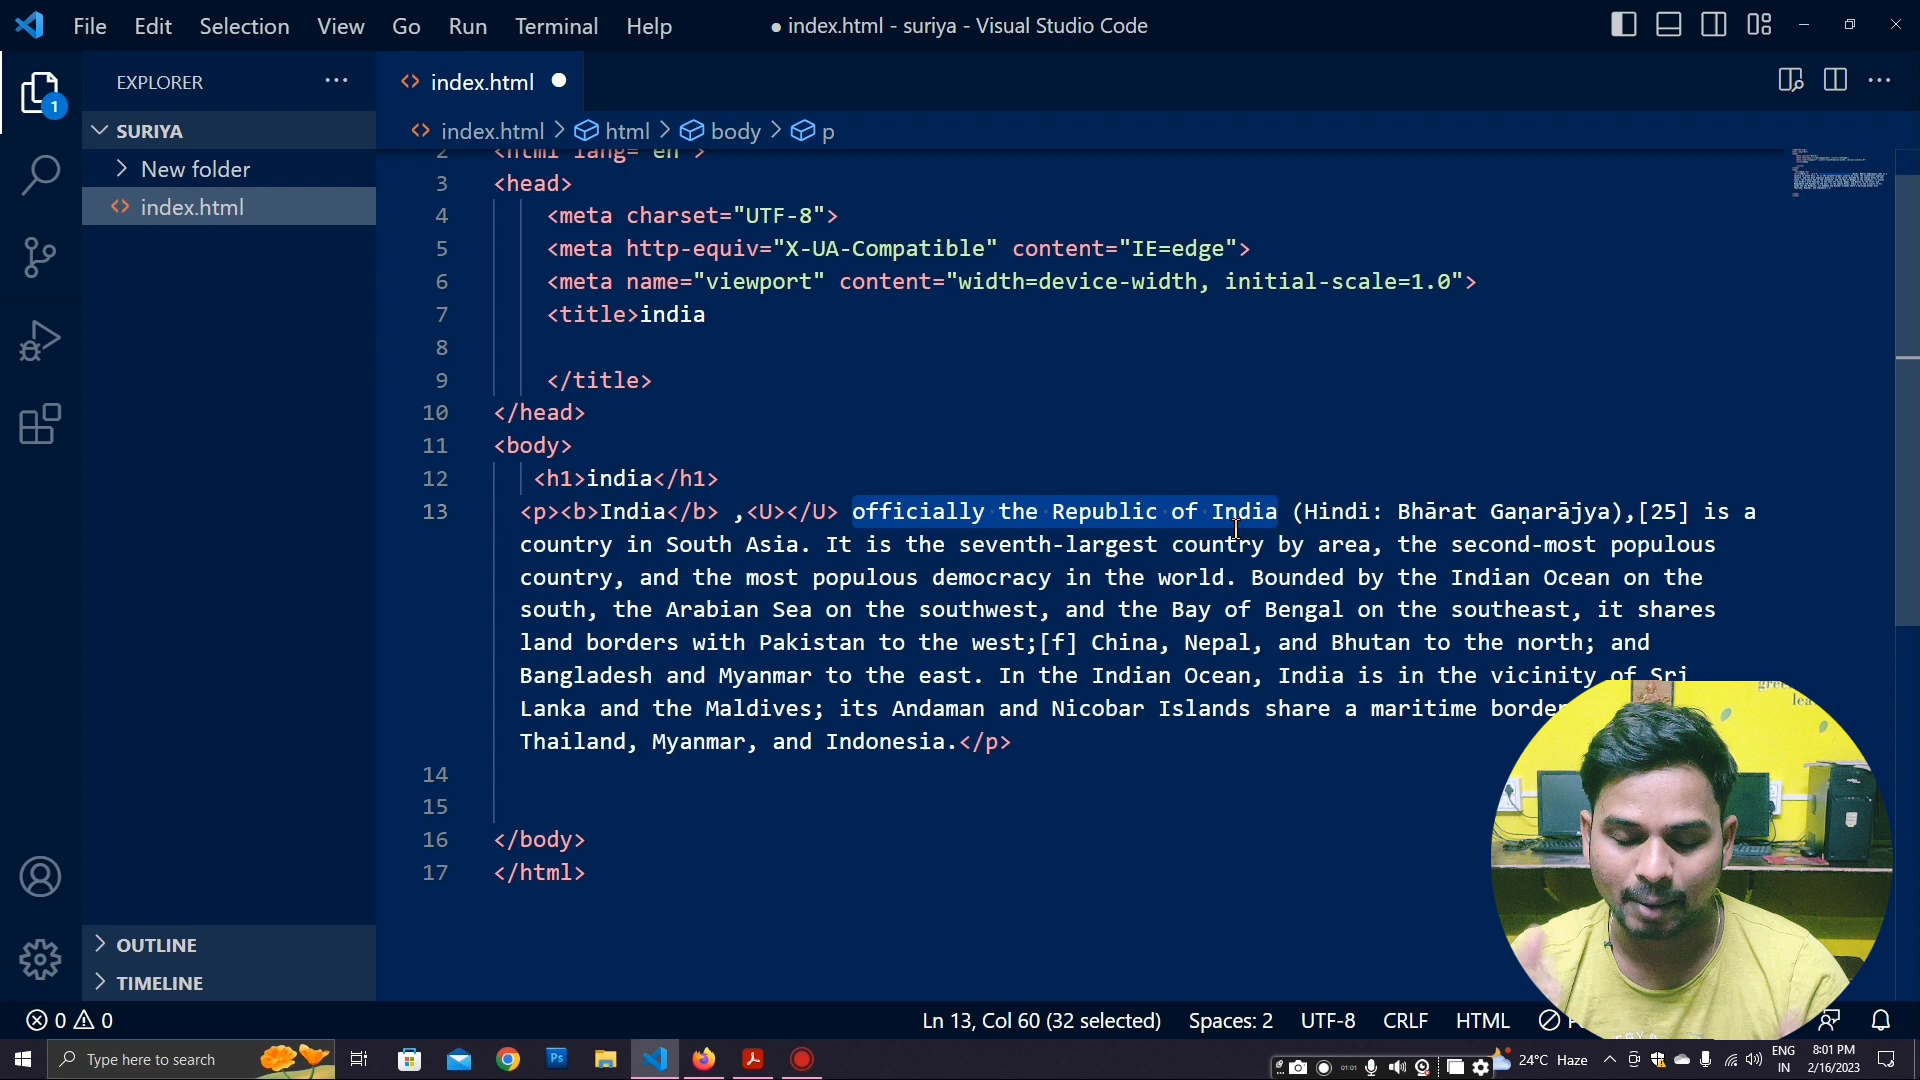 File Edit Selection View Go Run Terminal Help ● index.html - suriya - Visual Studio Code
EXPLORER ··· index.html
SURIYA
index.html > html > body > p
New folder
index.html
1
2 <html lang="en">
3 <head>
4 <meta charset="UTF-8">
5 <meta http-equiv="X-UA-Compatible" content="IE=edge">
6 <meta name="viewport" content="width=device-width, initial-scale=1.0">
7 <title>india
8
9 </title>
10 </head>
11 <body>
12 <h1>india</h1>
13 <p><b>India</b> ,<U></U> officially the Republic of India (Hindi: Bhārat Gaṇarājya),[25] is a
country in South Asia. It is the seventh-largest country by area, the second-most populous
country, and the most populous democracy in the world. Bounded by the Indian Ocean on the
south, the Arabian Sea on the southwest, and the Bay of Bengal on the southeast, it shares
land borders with Pakistan to the west;[f] China, Nepal, and Bhutan to the north; and
Bangladesh and Myanmar to the east. In the Indian Ocean, India is in the vicinity of Sri
Lanka and the Maldives; its Andaman and Nicobar Islands share a maritime border
Thailand, Myanmar, and Indonesia.</p>
14
15
16 </body>
17 </html>
OUTLINE
TIMELINE
0 0 Ln 13, Col 60 (32 selected) Spaces: 2 UTF-8 CRLF HTML
Type here to search Ps 01:01 24°C Haze ENG 8:01 PM
IN 2/16/2023